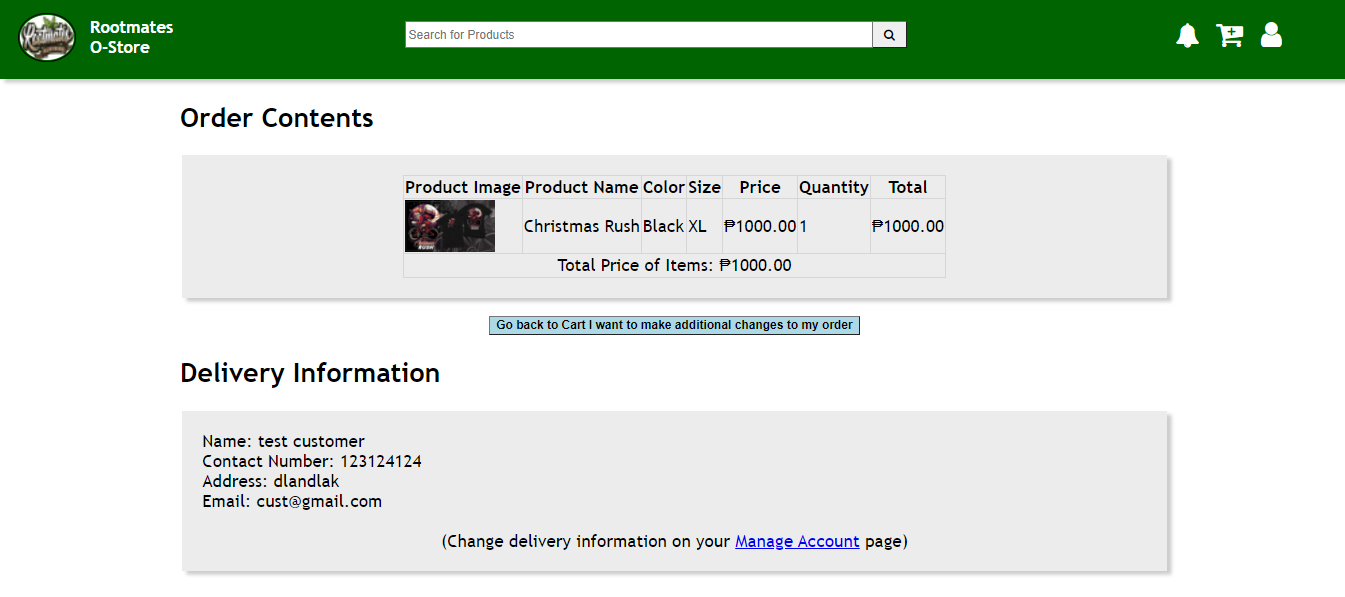 Rootmates
Rootmates
O-Store
Search for Products
Order Contents
Product Image Product Name Color Size Price Quantity Total
RUSH
Christmas Rush Black XL ₱1000.00 1 ₱1000.00
Total Price of Items: ₱1000.00
Go back to Cart I want to make additional changes to my order
Delivery Information
Name: test customer
Contact Number: 123124124
Address: dlandlak
Email: cust@gmail.com
(Change delivery information on your Manage Account page)